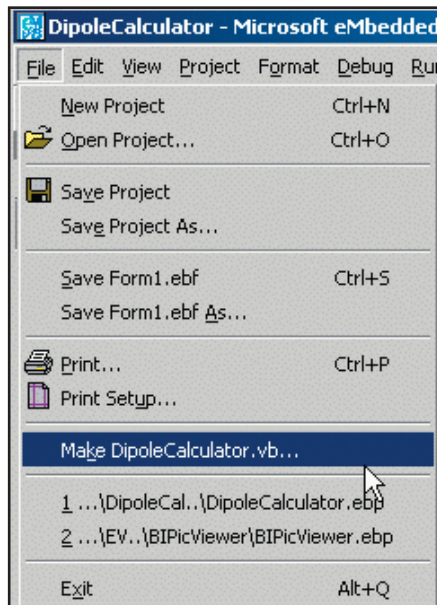 DipoleCalculator - Microsoft eMbedded
File Edit View Project Format Debug Ru
New Project Ctrl+N
Open Project... Ctrl+O
Save Project
Save Project As...
Save Form1.ebf Ctrl+S
Save Form1.ebf As...
Print... Ctrl+P
Print Setup...
Make DipoleCalculator.vb...
1 ...\DipoleCal..\DipoleCalculator.ebp
2 ...\EV..\BIPicViewer\BIPicViewer.ebp
Exit Alt+Q